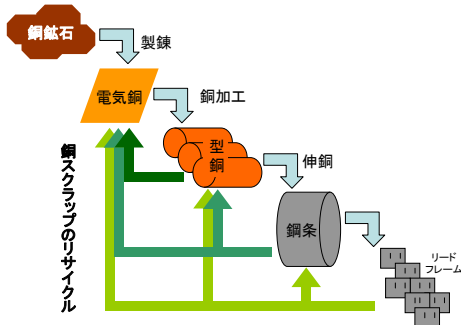 銅鉱石
製錬
電気銅
銅加工
型
銅
伸銅
鋼条
リード
フレーム
銅スクラップのリサイクル